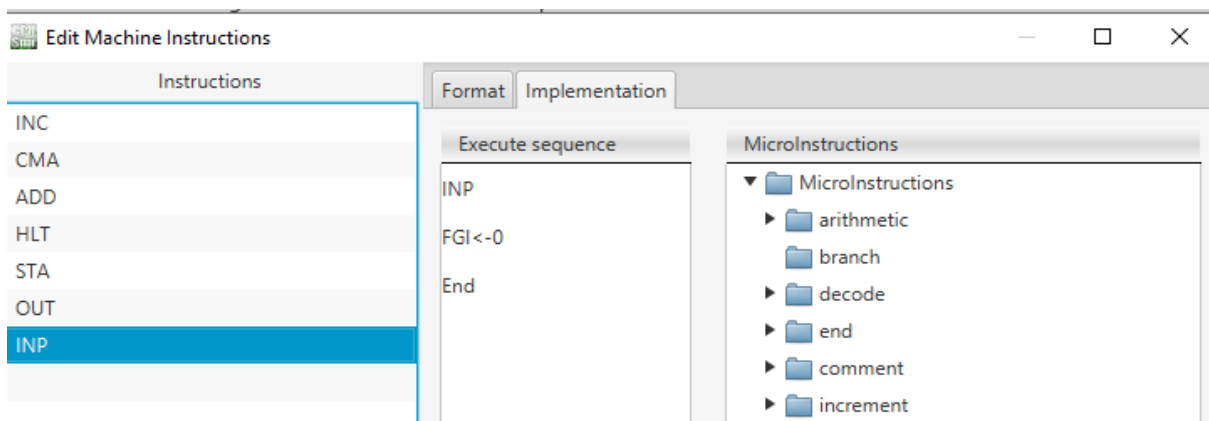 Edit Machine Instructions
Instructions
INC
CMA
ADD
HLT
STA
OUT
INP
Format Implementation
Execute sequence
INP
FGI<-0
End
MicroInstructions
MicroInstructions
arithmetic
branch
decode
end
comment
increment